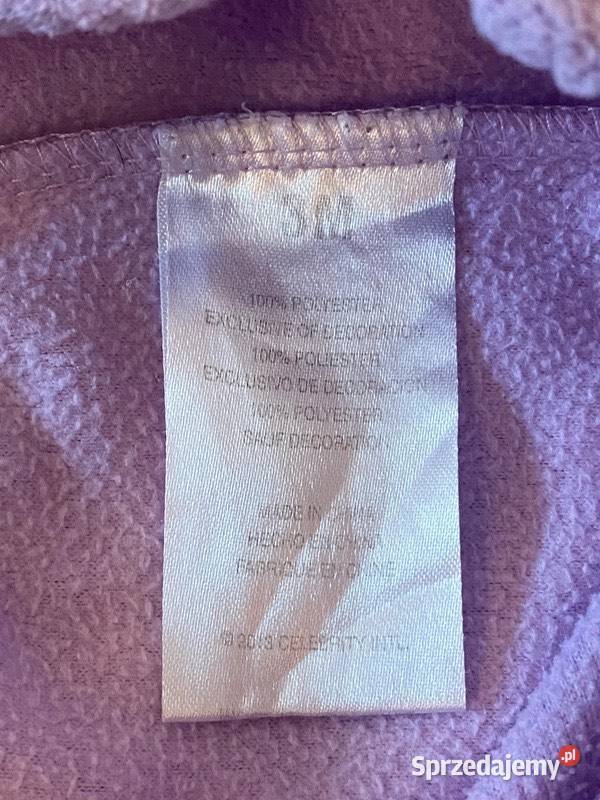 100% POLYESTER
EXCLUSIVE OF DECORATION
100% POLIESTER
EXCLUSIVO DE DECORACION
100% POLYESTER
SAUF DECORATION
MADE IN CHINA
HECHO EN CHINA
FABRIQUE EN CHINE
© 2013 CELEBRITY INTL.
Sprzedajemy.pl